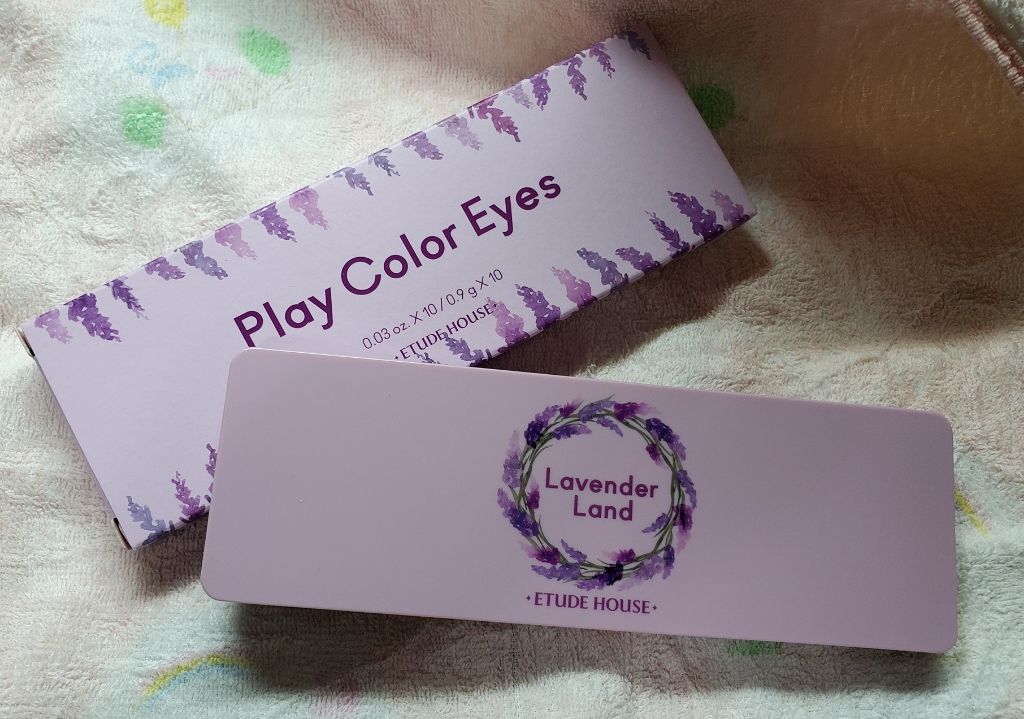 Play Color Eyes
0.03 oz. X 10 / 0.9 g X 10
ETUDE HOUSE
Lavender
Land
ETUDE HOUSE